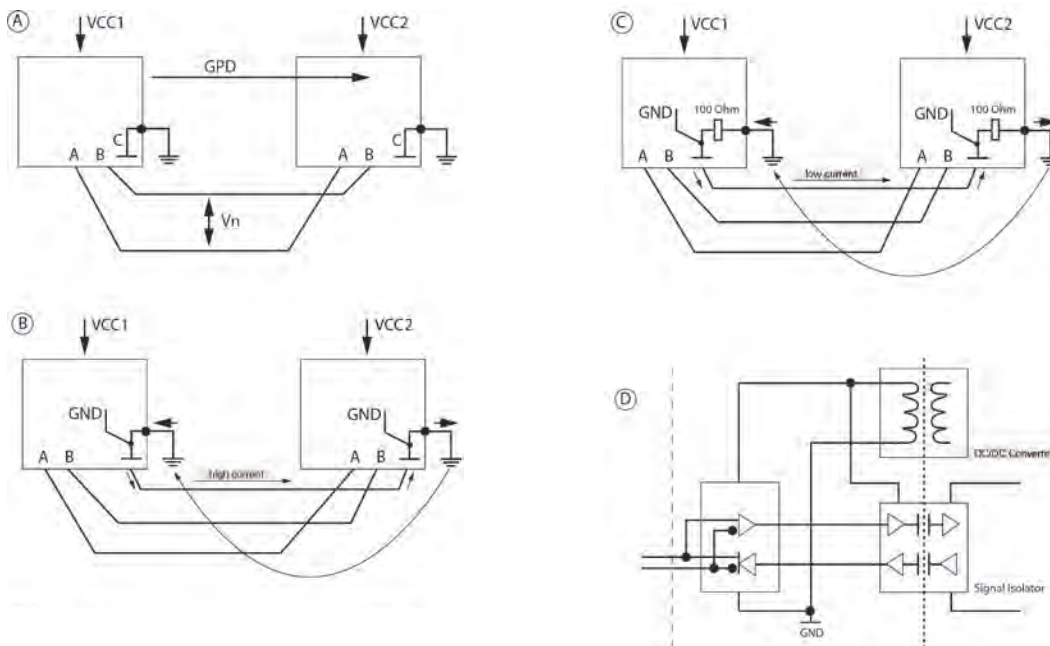 A
VCC1
VCC2
GPD
C
C
A B
A B
Vn
B
VCC1
VCC2
GND
GND
A B
A B
high current
C
VCC1
VCC2
100 Ohm
100 Ohm
GND
GND
A B
A B
low current
D
DC/DC Converte
Signal Isolator
GND